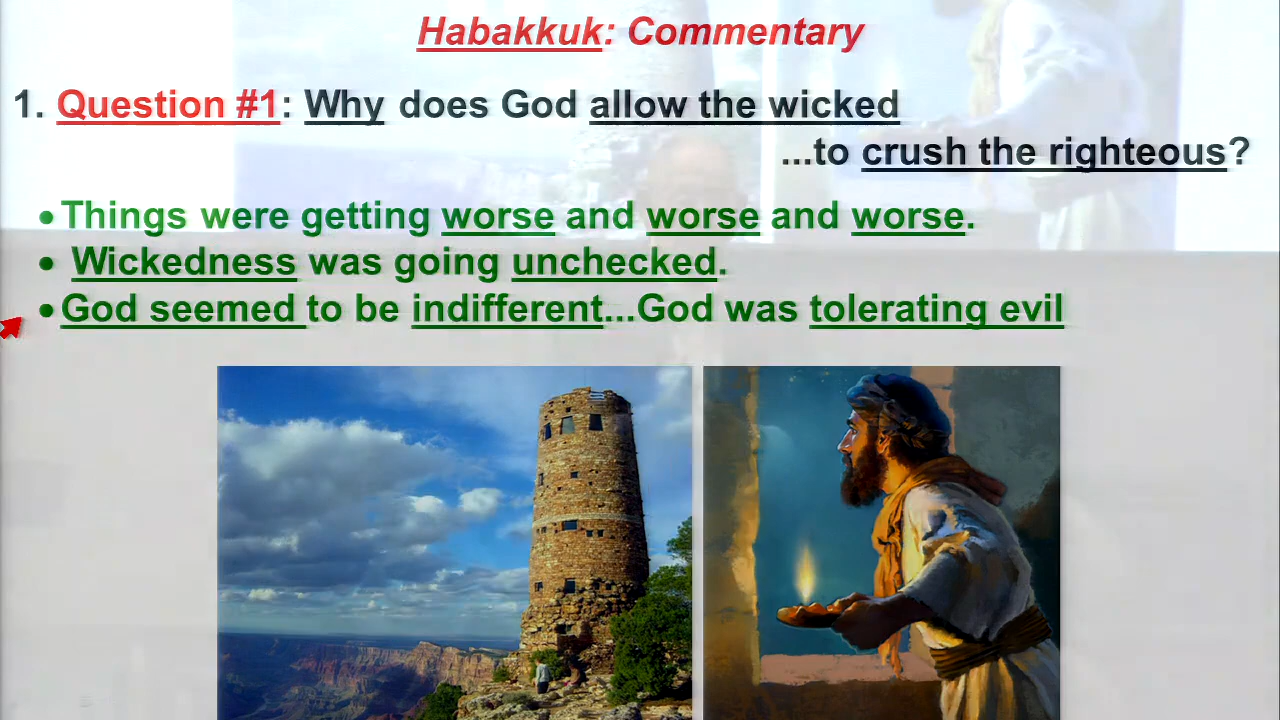 Habakkuk: Commentary
1. Question #1: Why does God allow the wicked
...to crush the righteous?
• Things were getting worse and worse and worse.
• Wickedness was going unchecked.
• God seemed to be indifferent...God was tolerating evil